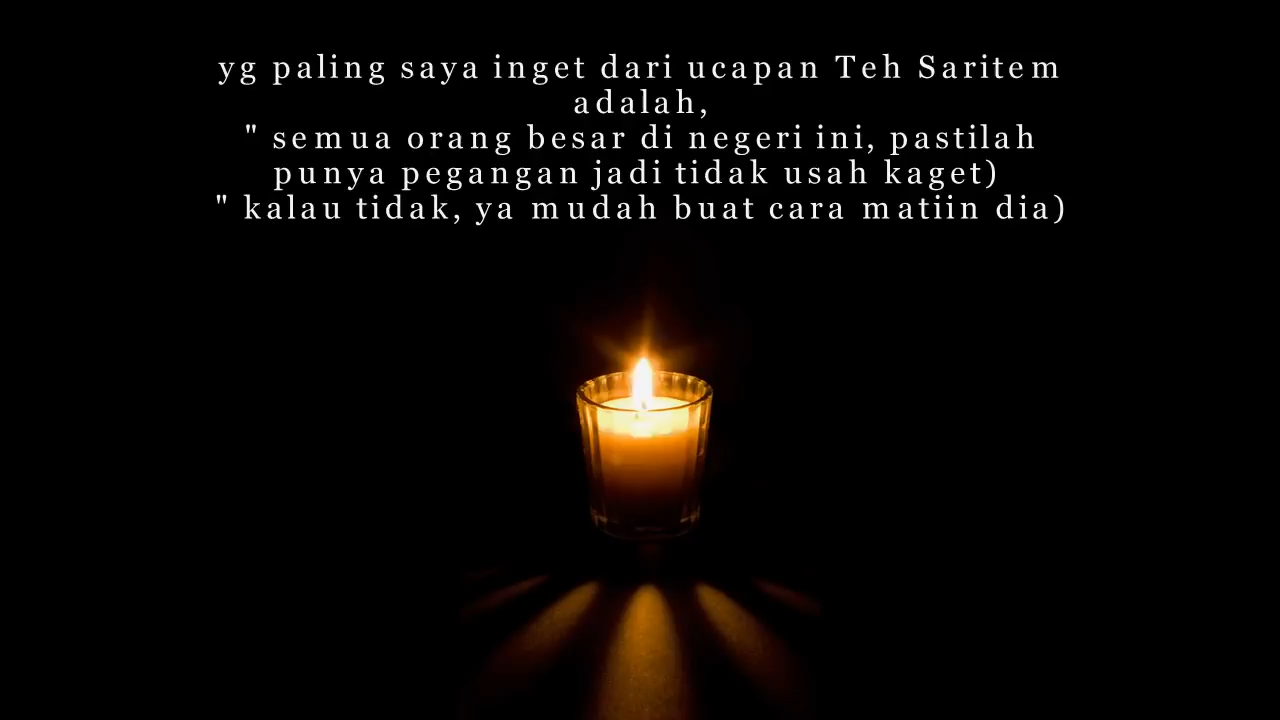 yg paling saya inget dari ucapan Teh Saritem
adalah,
" semua orang besar di negeri ini, pastilah
punya pegangan jadi tidak usah kaget)
" kalau tidak, ya mudah buat cara matiin dia)